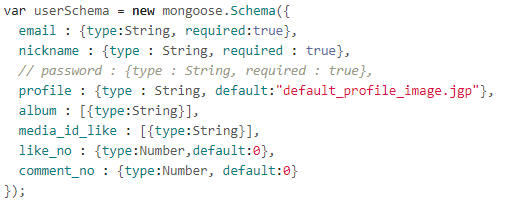 var userSchema = new mongoose.Schema({
  email : {type:String, required:true},
  nickname : {type : String, required : true},
  // password : {type : String, required : true},
  profile : {type : String, default:"default_profile_image.jgp"},
  album : [{type:String}],
  media_id_like : [{type:String}],
  like_no : {type:Number,default:0},
  comment_no : {type:Number, default:0}
});